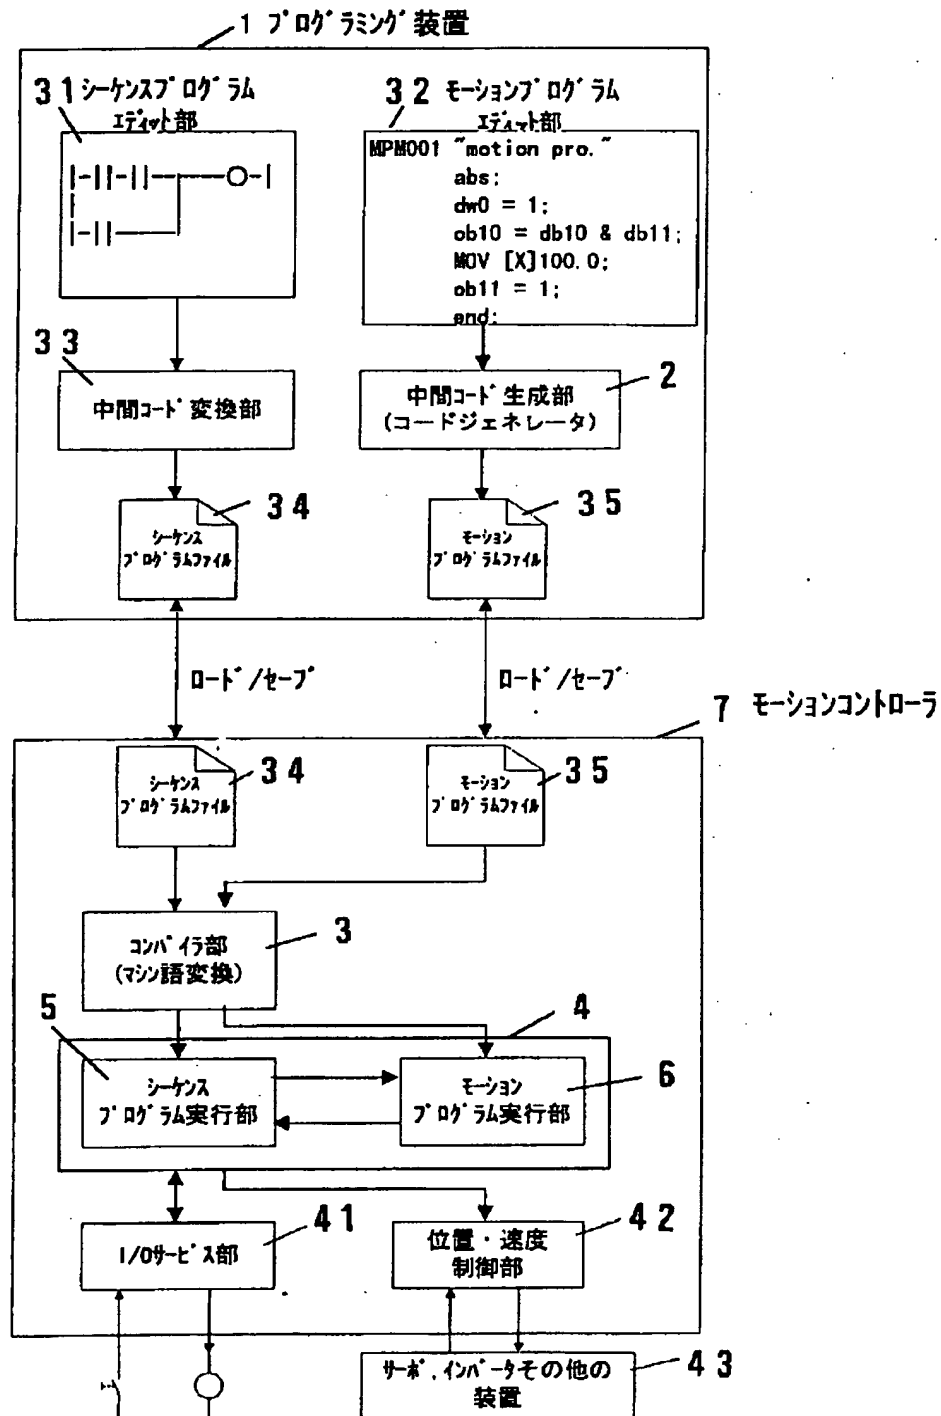 1 プログラミング装置
31 シーケンスプログラム
エディット部
32 モーションプログラム
エディット部
MPM001 "motion pro."
abs;
dw0 = 1;
ob10 = db10 & db11;
MOV [X]100.0;
ob11 = 1;
end;
33
中間コード変換部
2
中間コード生成部
(コードジェネレータ)
34
シーケンス
プログラムファイル
35
モーション
プログラムファイル
ロード/セーブ
ロード/セーブ
7 モーションコントローラ
34
シーケンス
プログラムファイル
35
モーション
プログラムファイル
3
コンパイラ部
(マシン語変換)
4
5
シーケンス
プログラム実行部
6
モーション
プログラム実行部
41
I/Oサービス部
42
位置・速度
制御部
43
サーボ,インバータその他の
装置